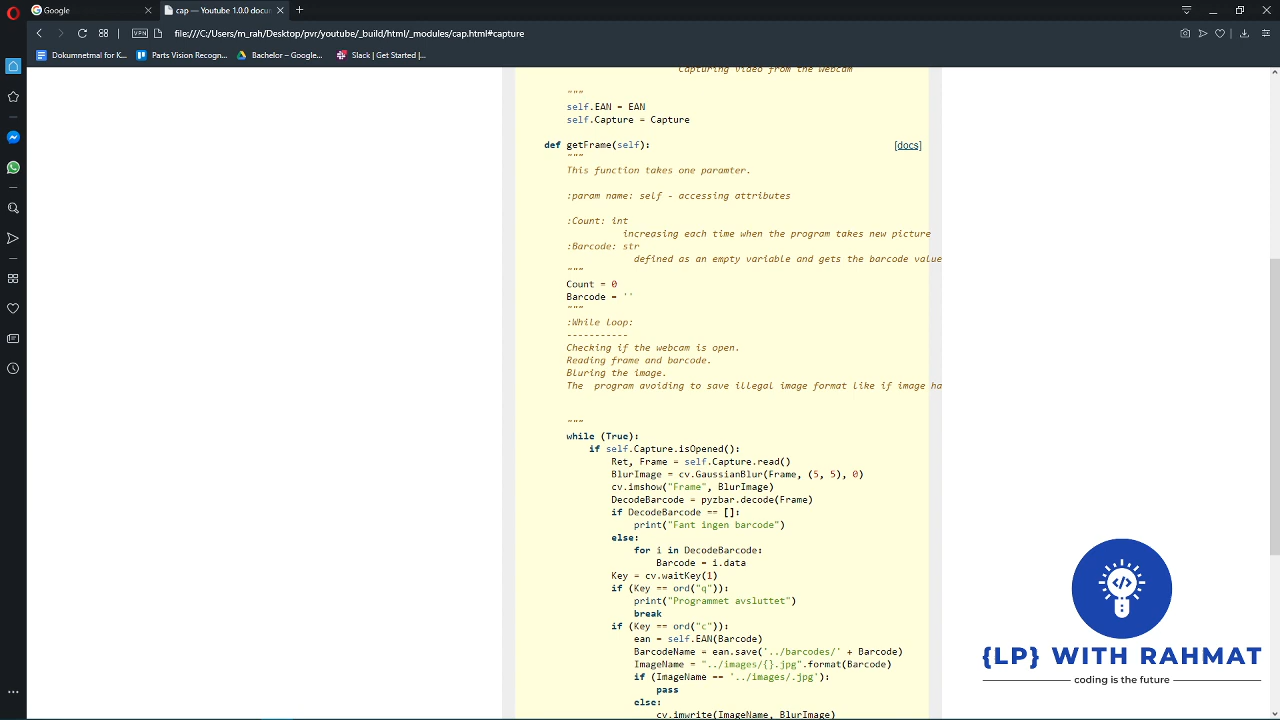 Google
cap — Youtube 1.0.0 docur
VPN
file:///C:/Users/m_rah/Desktop/pvr/youtube/_build/html/_modules/cap.html#capture
Dokumnetmal for K...
Parts Vision Recogn...
Bachelor – Google...
Slack | Get Started |...
Capturing video from the webcam
"""
self.EAN = EAN
self.Capture = Capture
def getFrame(self): [docs]
"""
This function takes one paramter.
:param name: self - accessing attributes
:Count: int
increasing each time when the program takes new picture
:Barcode: str
defined as an empty variable and gets the barcode value
"""
Count = 0
Barcode = ''
"""
:While Loop:
-----------
Checking if the webcam is open.
Reading frame and barcode.
Bluring the image.
The  program avoiding to save illegal image format like if image ha
"""
while (True):
if self.Capture.isOpened():
Ret, Frame = self.Capture.read()
BlurImage = cv.GaussianBlur(Frame, (5, 5), 0)
cv.imshow("Frame", BlurImage)
DecodeBarcode = pyzbar.decode(Frame)
if DecodeBarcode == []:
print("Fant ingen barcode")
else:
for i in DecodeBarcode:
Barcode = i.data
Key = cv.waitKey(1)
if (Key == ord("q")):
print("Programmet avsluttet")
break
if (Key == ord("c")):
ean = self.EAN(Barcode)
BarcodeName = ean.save('../barcodes/' + Barcode)
ImageName = "../images/{}.jpg".format(Barcode)
if (ImageName == '../images/.jpg'):
pass
else:
cv.imwrite(ImageName, BlurImage)
</>
{LP} WITH RAHMAT
coding is the future